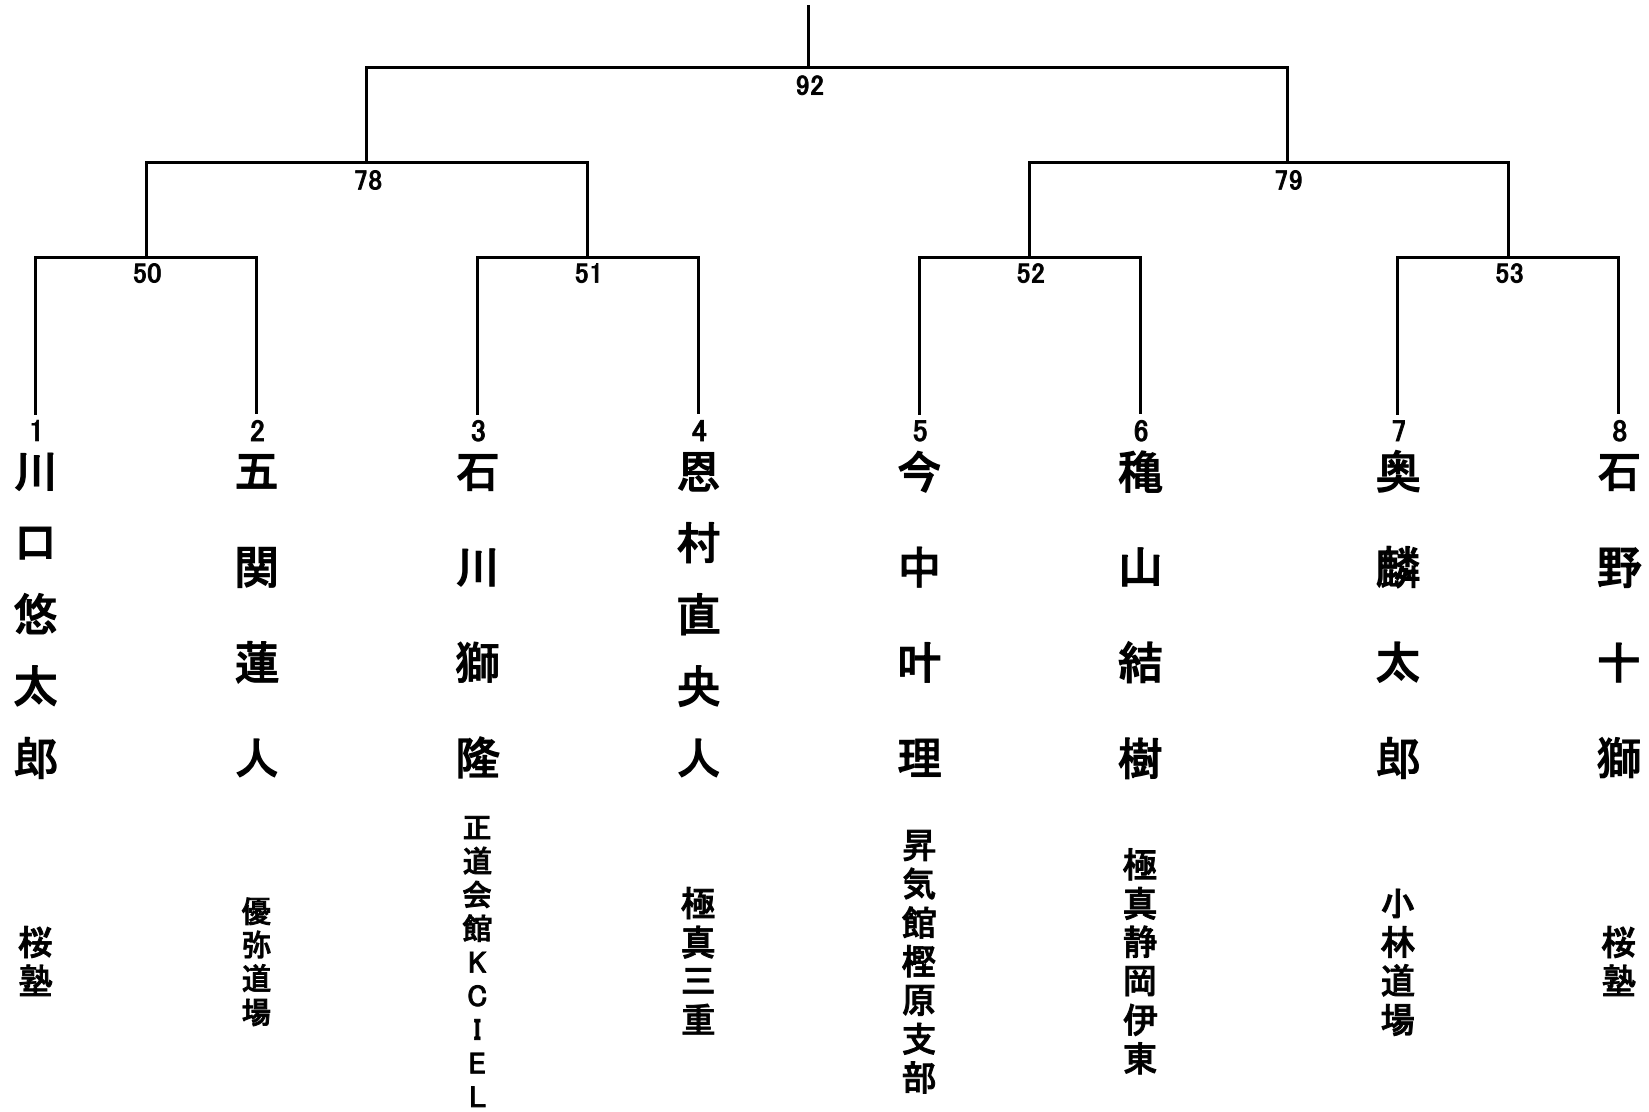 92
78
79
50
51
52
53
1
川口悠太郎
桜塾
2
五関蓮人
優弥道場
3
石川獅隆
正道会館KCIEL
4
恩村直央人
極真三重
5
今中叶理
昇気館樫原支部
6
穐山結樹
極真静岡伊東
7
奥麟太郎
小林道場
8
石野十獅
桜塾